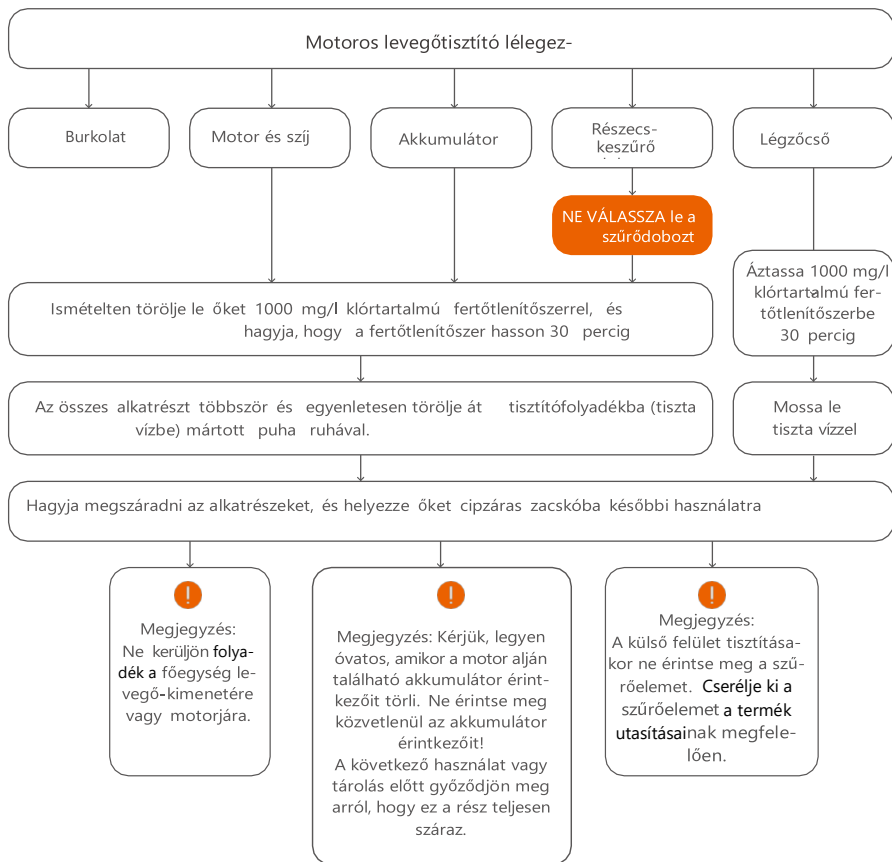 Motoros levegőtisztító lélegez-
Burkolat
Motor és szíj
Akkumulátor
Részecs-
keszűrő
Légzőcső
NE VÁLASSZA le a
szűrődobozt
Ismételten törölje le őket 1000 mg/l klórtartalmú fertőtlenítőszerrel, és
hagyja, hogy a fertőtlenítőszer hasson 30 percig
Áztassa 1000 mg/l
klórtartalmú fer-
tőtlenítőszerbe
30 percig
Az összes alkatrészt többször és egyenletesen törölje át tisztítófolyadékba (tiszta
vízbe) mártott puha ruhával.
Mossa le
tiszta vízzel
Hagyja megszáradni az alkatrészeket, és helyezze őket cipzáras zacskóba későbbi használatra
!
Megjegyzés:
Ne kerüljön folya-
dék a főegység le-
vegő-kimenetére
vagy motorjára.
!
Megjegyzés: Kérjük, legyen
óvatos, amikor a motor alján
található akkumulátor érint-
kezőit törli. Ne érintse meg
közvetlenül az akkumulátor
érintkezőit!
A következő használat vagy
tárolás előtt győződjön meg
arról, hogy ez a rész teljesen
száraz.
!
Megjegyzés:
A külső felület tisztítása-
kor ne érintse meg a szű-
rőelemet. Cserélje ki a
szűrőelemet a termék
utasításainak megfele-
lően.